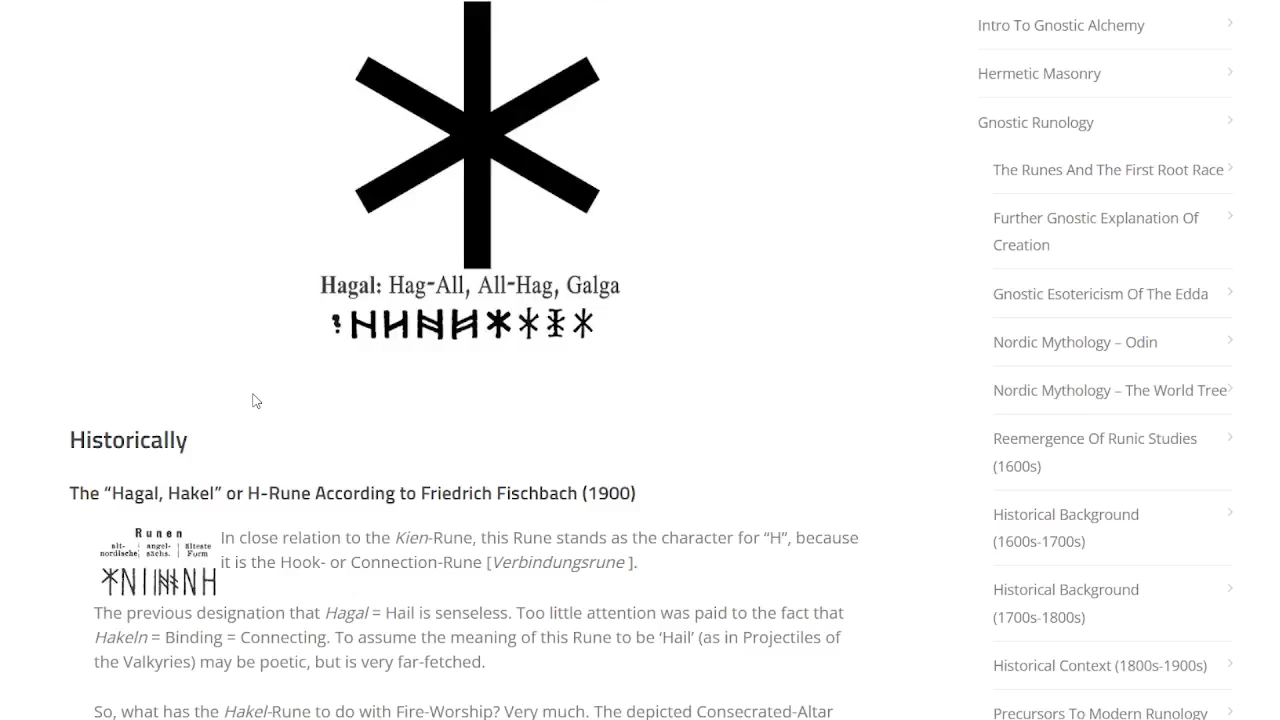 Hagal: Hag-All, All-Hag, Galga
Historically
The “Hagal, Hakel” or H-Rune According to Friedrich Fischbach (1900)
Runen
alt-nordische
angel-sächs.
älteste Form
In close relation to the Kien-Rune, this Rune stands as the character for “H”, because
it is the Hook- or Connection-Rune [Verbindungsrune ].
The previous designation that Hagal = Hail is senseless. Too little attention was paid to the fact that
Hakeln = Binding = Connecting. To assume the meaning of this Rune to be ‘Hail’ (as in Projectiles of
the Valkyries) may be poetic, but is very far-fetched.
So, what has the Hakel-Rune to do with Fire-Worship? Very much. The depicted Consecrated-Altar
Intro To Gnostic Alchemy
Hermetic Masonry
Gnostic Runology
The Runes And The First Root Race
Further Gnostic Explanation Of
Creation
Gnostic Esotericism Of The Edda
Nordic Mythology – Odin
Nordic Mythology – The World Tree
Reemergence Of Runic Studies
(1600s)
Historical Background
(1600s-1700s)
Historical Background
(1700s-1800s)
Historical Context (1800s-1900s)
Precursors To Modern Runology